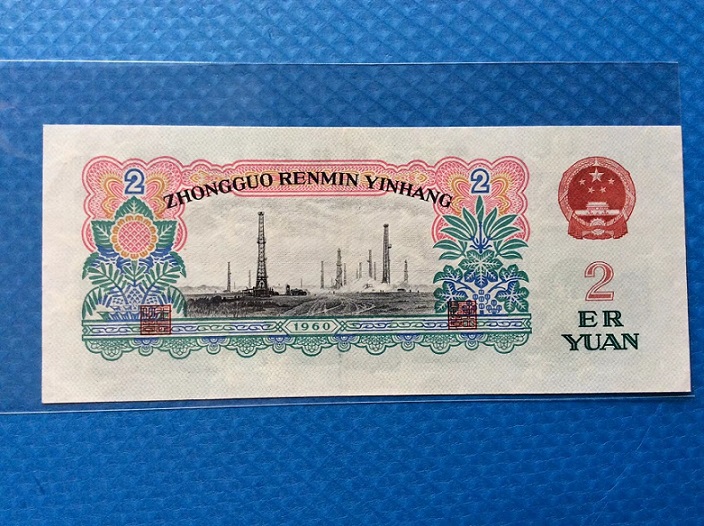 2 2
ZHONGGUO RENMIN YINHANG
1960
2
ER
YUAN